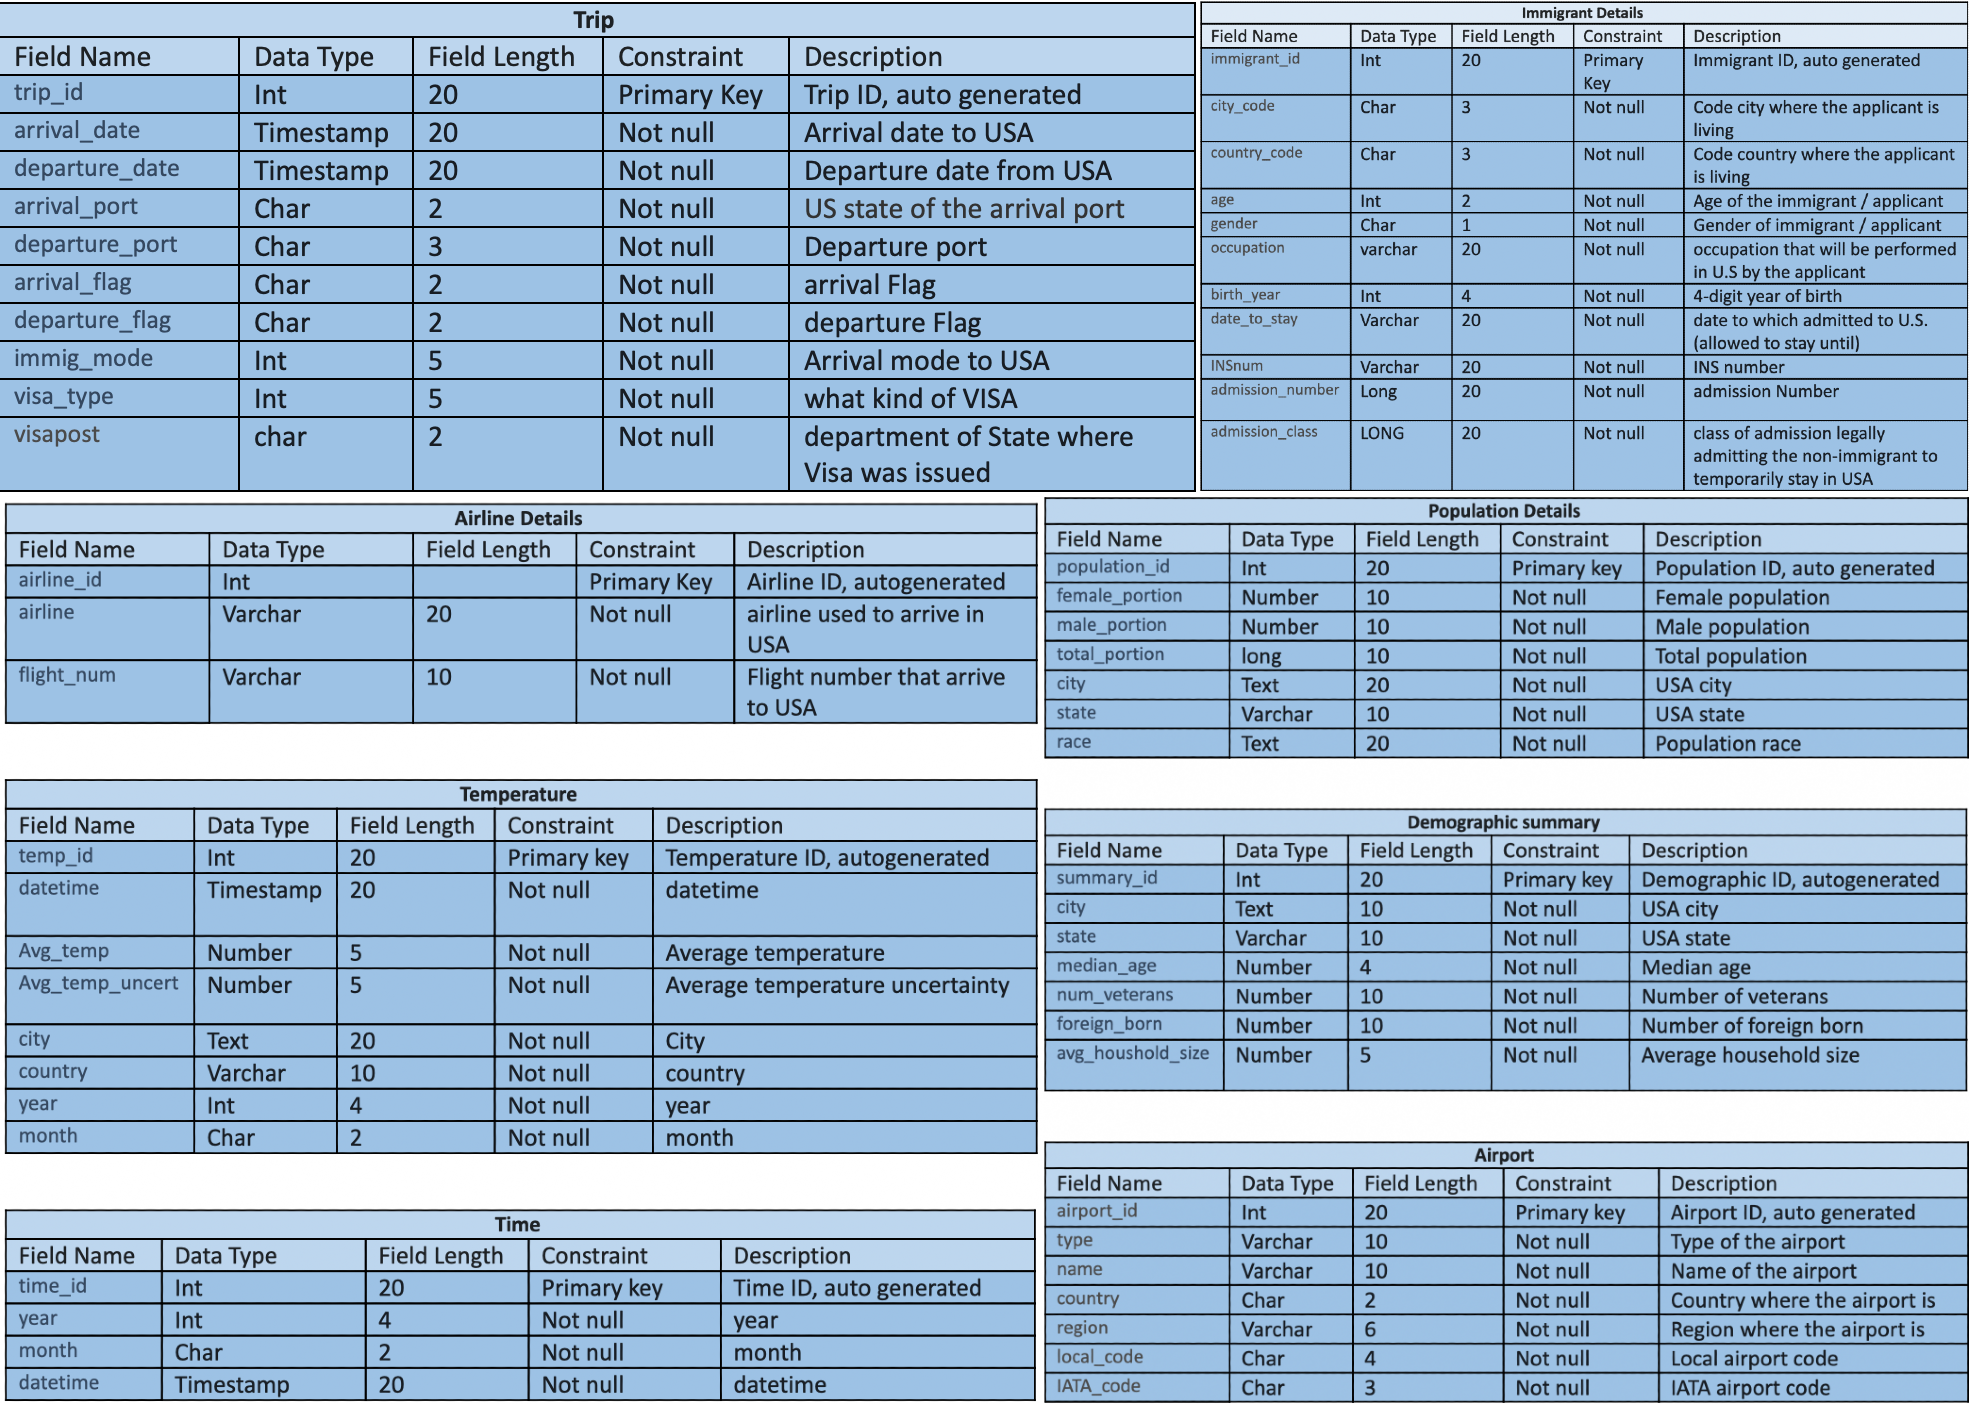 Trip
Field Name Data Type Field Length Constraint Description
trip_id Int 20 Primary Key Trip ID, auto generated
arrival_date Timestamp 20 Not null Arrival date to USA
departure_date Timestamp 20 Not null Departure date from USA
arrival_port Char 2 Not null US state of the arrival port
departure_port Char 3 Not null Departure port
arrival_flag Char 2 Not null arrival Flag
departure_flag Char 2 Not null departure Flag
immig_mode Int 5 Not null Arrival mode to USA
visa_type Int 5 Not null what kind of VISA
visapost char 2 Not null department of State where
Visa was issued
Immigrant Details
Field Name Data Type Field Length Constraint Description
immigrant_id Int 20 Primary Immigrant ID, auto generated
Key
city_code Char 3 Not null Code city where the applicant is
living
country_code Char 3 Not null Code country where the applicant
is living
age Int 2 Not null Age of the immigrant / applicant
gender Char 1 Not null Gender of immigrant / applicant
occupation varchar 20 Not null occupation that will be performed
in U.S by the applicant
birth_year Int 4 Not null 4-digit year of birth
date_to_stay Varchar 20 Not null date to which admitted to U.S.
(allowed to stay until)
INSnum Varchar 20 Not null INS number
admission_number Long 20 Not null admission Number
admission_class LONG 20 Not null class of admission legally
admitting the non-immigrant to
temporarily stay in USA
Airline Details
Field Name Data Type Field Length Constraint Description
airline_id Int Primary Key Airline ID, autogenerated
airline Varchar 20 Not null airline used to arrive in
USA
flight_num Varchar 10 Not null Flight number that arrive
to USA
Population Details
Field Name Data Type Field Length Constraint Description
population_id Int 20 Primary key Population ID, auto generated
female_portion Number 10 Not null Female population
male_portion Number 10 Not null Male population
total_portion long 10 Not null Total population
city Text 20 Not null USA city
state Varchar 10 Not null USA state
race Text 20 Not null Population race
Temperature
Field Name Data Type Field Length Constraint Description
temp_id Int 20 Primary key Temperature ID, autogenerated
datetime Timestamp 20 Not null datetime
Avg_temp Number 5 Not null Average temperature
Avg_temp_uncert Number 5 Not null Average temperature uncertainty
city Text 20 Not null City
country Varchar 10 Not null country
year Int 4 Not null year
month Char 2 Not null month
Demographic summary
Field Name Data Type Field Length Constraint Description
summary_id Int 20 Primary key Demographic ID, autogenerated
city Text 10 Not null USA city
state Varchar 10 Not null USA state
median_age Number 4 Not null Median age
num_veterans Number 10 Not null Number of veterans
foreign_born Number 10 Not null Number of foreign born
avg_houshold_size Number 5 Not null Average household size
Time
Field Name Data Type Field Length Constraint Description
time_id Int 20 Primary key Time ID, auto generated
year Int 4 Not null year
month Char 2 Not null month
datetime Timestamp 20 Not null datetime
Airport
Field Name Data Type Field Length Constraint Description
airport_id Int 20 Primary key Airport ID, auto generated
type Varchar 10 Not null Type of the airport
name Varchar 10 Not null Name of the airport
country Char 2 Not null Country where the airport is
region Varchar 6 Not null Region where the airport is
local_code Char 4 Not null Local airport code
IATA_code Char 3 Not null IATA airport code